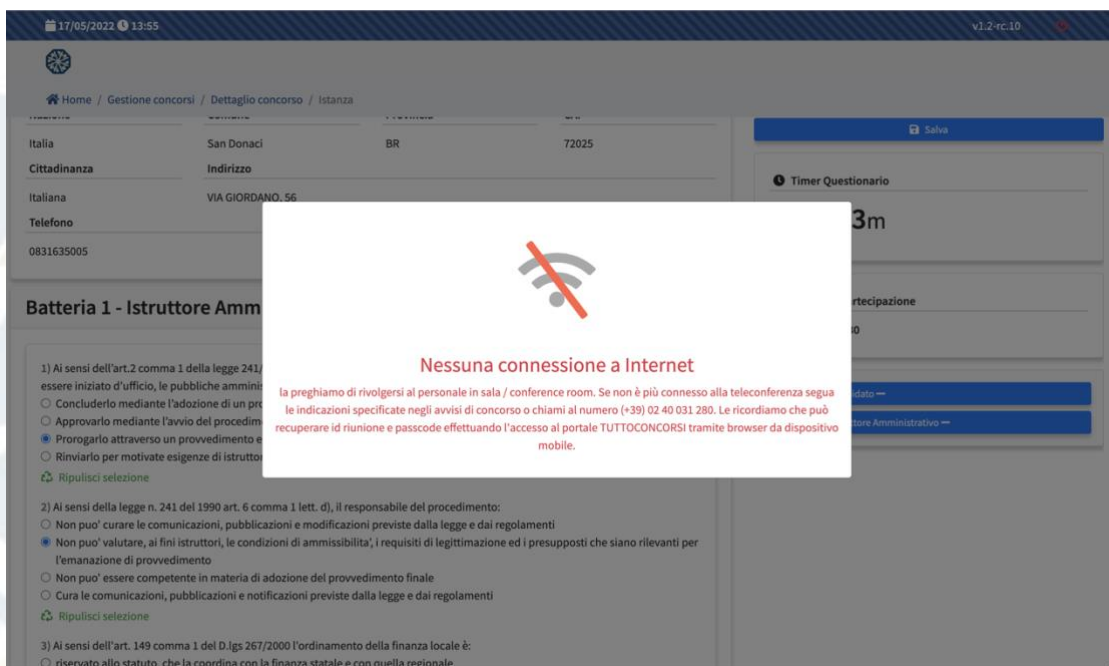 17/05/2022 13:55
v1.2-rc.10
Home / Gestione concorsi / Dettaglio concorso / Istanza
Italia San Donaci BR 72025
Salva
Cittadinanza Indirizzo
Timer Questionario
Italiana VIA GIORDANO, 56
3m
Telefono
0831635005
Batteria 1 - Istruttore Amm
rtecipazione
Nessuna connessione a Internet
la preghiamo di rivolgersi al personale in sala / conference room. Se non è più connesso alla teleconferenza segua
le indicazioni specificate negli avvisi di concorso o chiami al numero (+39) 02 40 031 280. Le ricordiamo che può
recuperare id riunione e passcode effettuando l'accesso al portale TUTTOCONCORSI tramite browser da dispositivo
mobile.
1) Ai sensi dell'art.2 comma 1 della legge 241/
essere iniziato d'ufficio, le pubbliche amminis
Concluderlo mediante l'adozione di un pro
Approvarlo mediante l'avvio del procedim
Prorogarlo attraverso un provvedimento e
Rinviarlo per motivate esigenze di istrutto
Ripulisci selezione
didato
ttore Amministrativo
2) Ai sensi della legge n. 241 del 1990 art. 6 comma 1 lett. d), il responsabile del procedimento:
Non puo' curare le comunicazioni, pubblicazioni e modificazioni previste dalla legge e dai regolamenti
Non puo' valutare, ai fini istruttori, le condizioni di ammissibilita', i requisiti di legittimazione ed i presupposti che siano rilevanti per
l'emanazione di provvedimento
Non puo' essere competente in materia di adozione del provvedimento finale
Cura le comunicazioni, pubblicazioni e notificazioni previste dalla legge e dai regolamenti
Ripulisci selezione
3) Ai sensi dell'art. 149 comma 1 del D.lgs 267/2000 l'ordinamento della finanza locale è:
riservato allo statuto, che la coordina con la finanza statale e con quella regionale